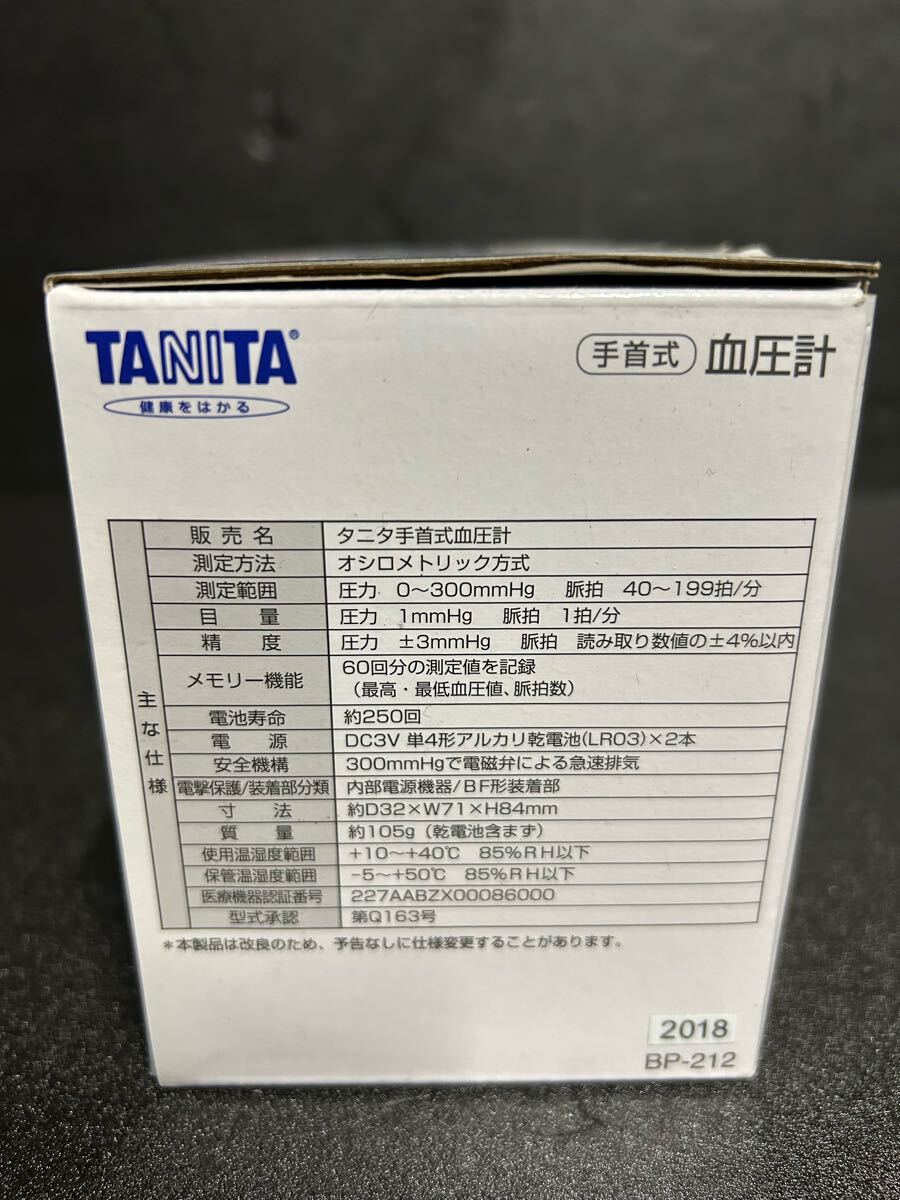 TANITA®
健康をはかる
手首式 血圧計
主な仕様
販売名 タニタ手首式血圧計
測定方法 オシロメトリック方式
測定範囲 圧力 0～300mmHg 脈拍 40～199拍/分
目量 圧力 1mmHg 脈拍 1拍/分
精度 圧力 ±3mmHg 脈拍 読み取り数値の±4%以内
メモリー機能 60回分の測定値を記録
（最高・最低血圧値、脈拍数）
電池寿命 約250回
電源 DC3V 単4形アルカリ乾電池(LR03)×2本
安全機構 300mmHgで電磁弁による急速排気
電撃保護/装着部分類 内部電源機器/BF形装着部
寸法 約D32×W71×H84mm
質量 約105g（乾電池含まず）
使用温湿度範囲 +10～+40℃ 85%RH以下
保管温湿度範囲 -5～+50℃ 85%RH以下
医療機器認証番号 227AABZX00086000
型式承認 第Q163号
＊本製品は改良のため、予告なしに仕様変更することがあります。
2018
BP-212